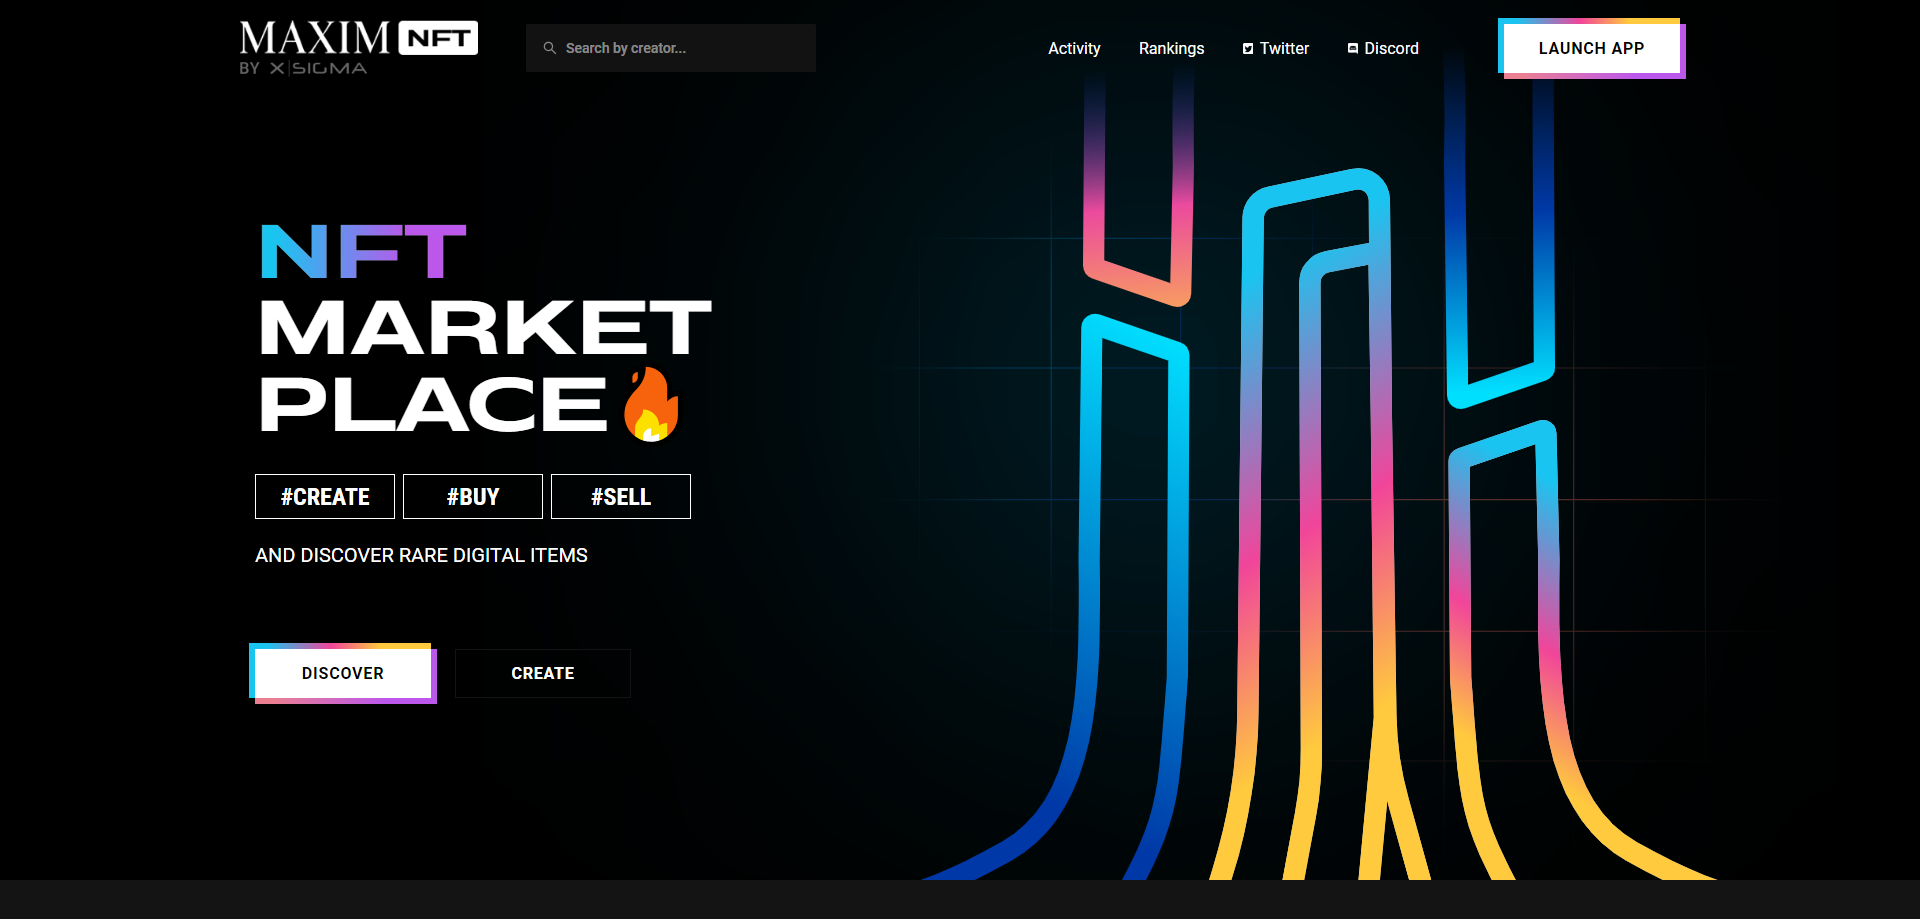 MAXIM NFT
BY X|SIGMA
Search by creator...
Activity
Rankings
Twitter
Discord
LAUNCH APP
NFT
MARKET
PLACE
#CREATE
#BUY
#SELL
AND DISCOVER RARE DIGITAL ITEMS
DISCOVER
CREATE